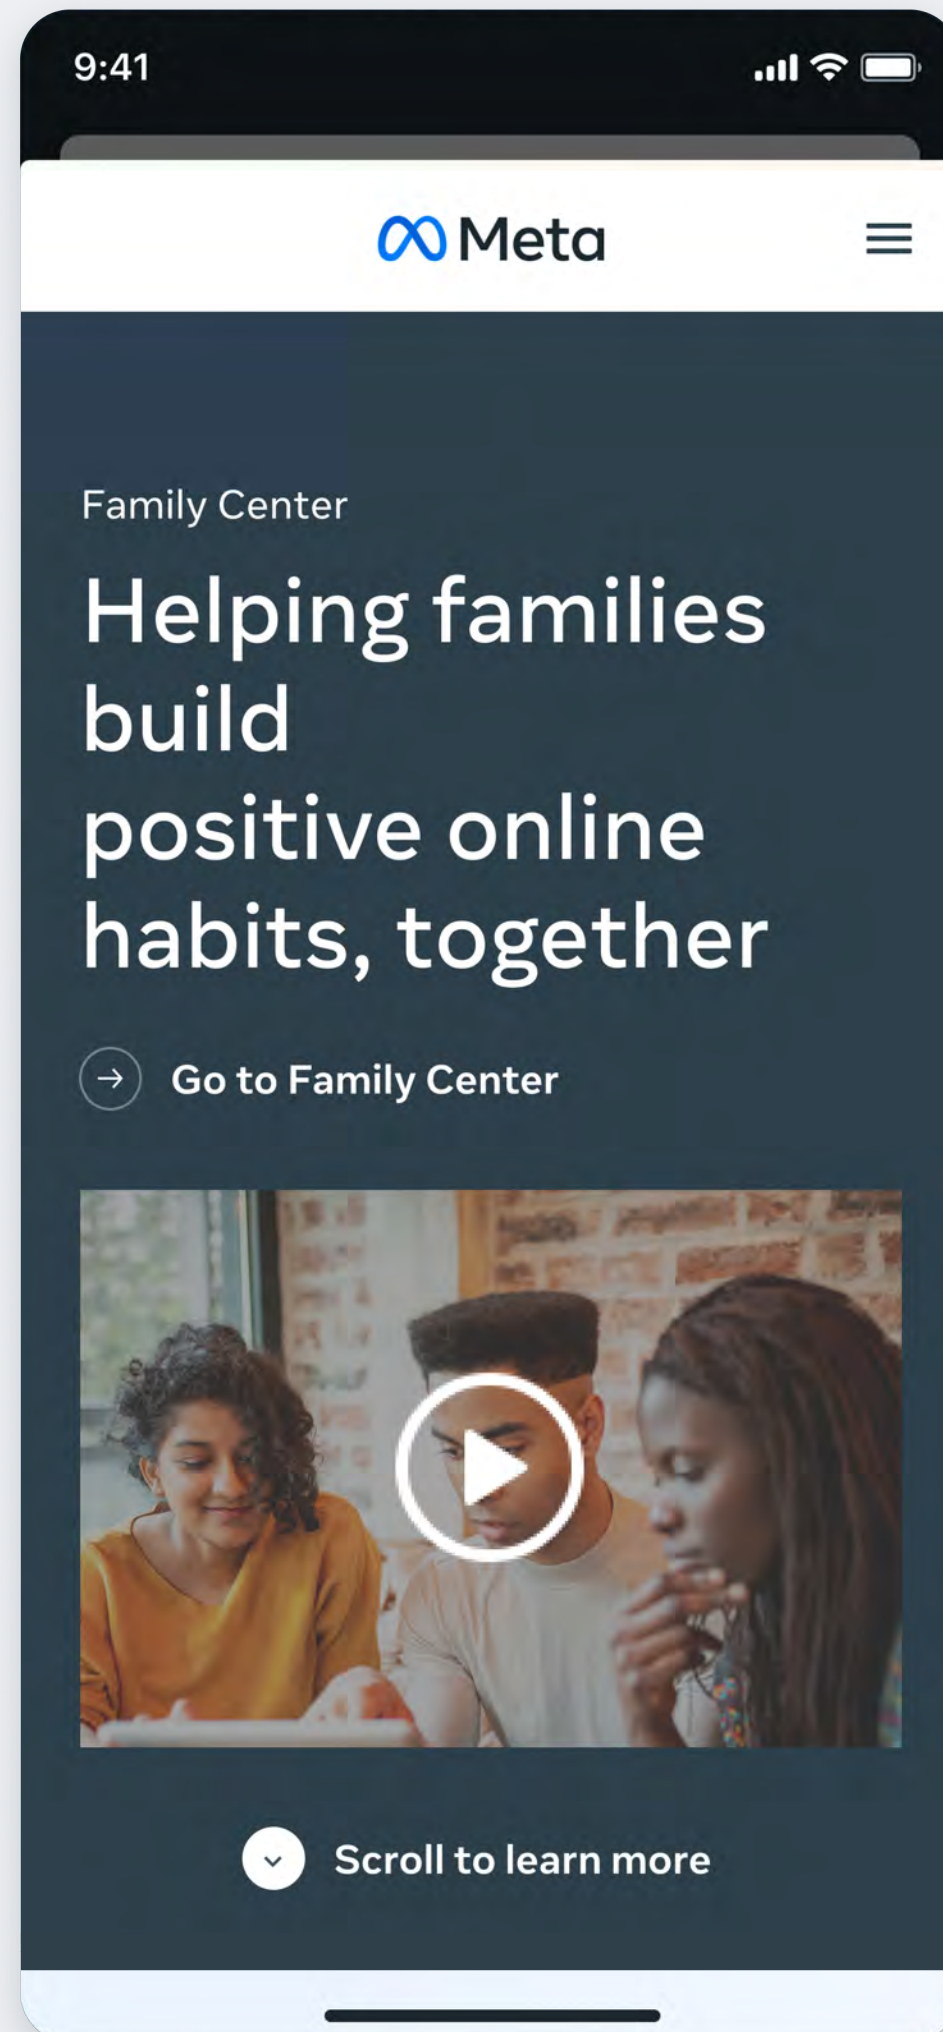 9:41
Meta
Family Center
Helping families
build
positive online
habits, together
Go to Family Center
Scroll to learn more